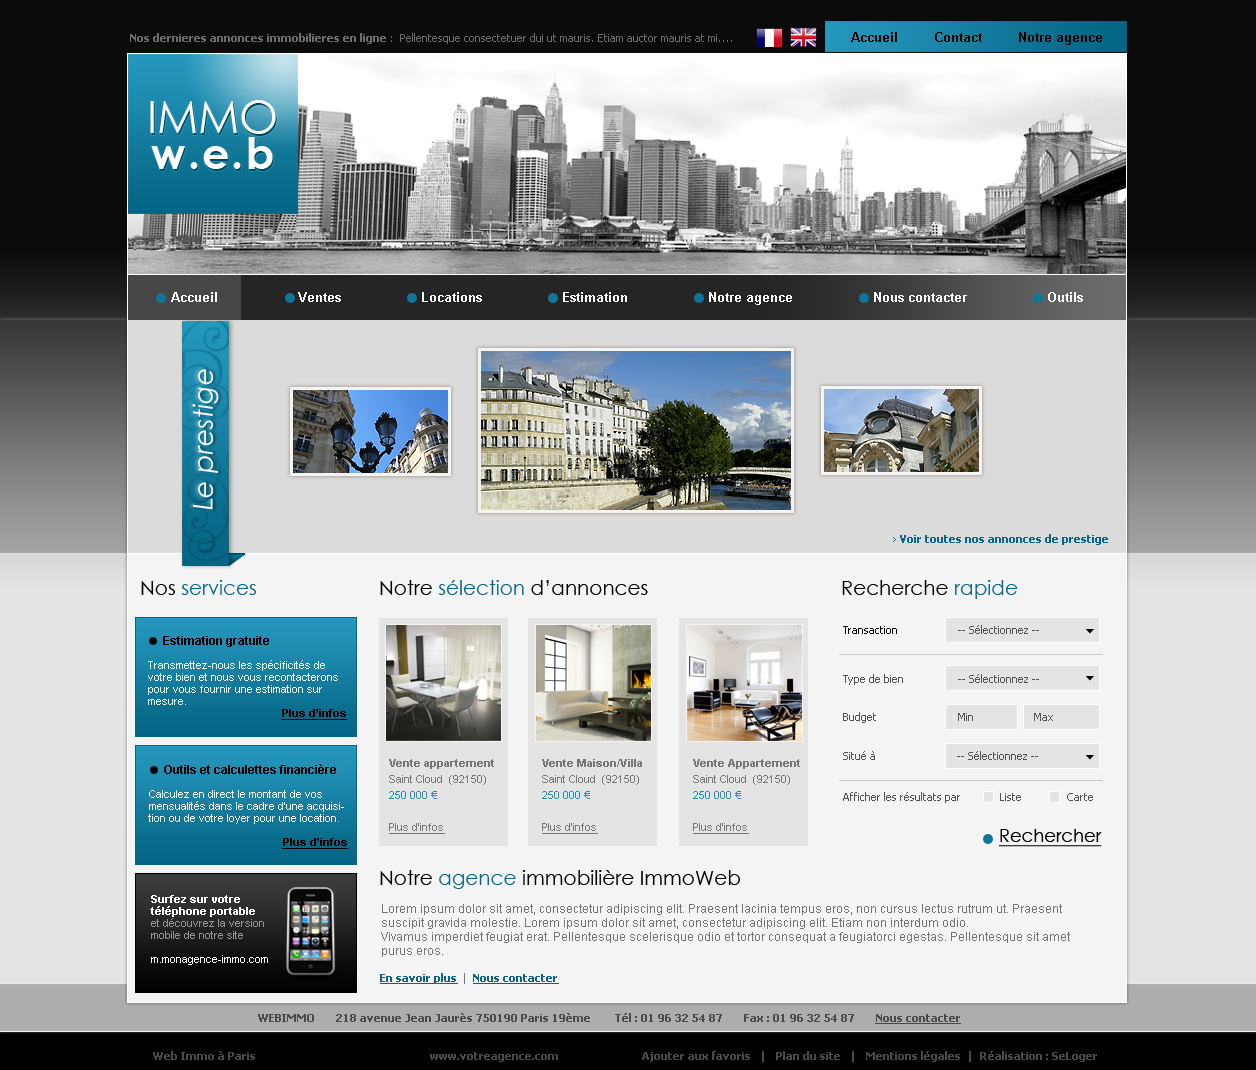 Nos dernieres annonces immobilieres en ligne : Pellentesque consectetuer dui ut mauris. Etiam auctor mauris at mi....
Accueil Contact Notre agence
IMMO
w.e.b
Accueil Ventes Locations Estimation Notre agence Nous contacter Outils
Le prestige
› Voir toutes nos annonces de prestige
Nos services
Estimation gratuite
Transmettez-nous les spécificités de
votre bien et nous vous recontacterons
pour vous fournir une estimation sur
mesure.
Plus d'infos
Outils et calculettes financière
Calculez en direct le montant de vos
mensualités dans le cadre d'une acquisi-
tion ou de votre loyer pour une location.
Plus d'infos
Surfez sur votre
téléphone portable
et découvrez la version
mobile de notre site
m.monagence-immo.com
Notre sélection d'annonces
Vente appartement
Saint Cloud (92150)
250 000 €
Plus d'infos
Vente Maison/Villa
Saint Cloud (92150)
250 000 €
Plus d'infos
Vente Appartement
Saint Cloud (92150)
250 000 €
Plus d'infos
Recherche rapide
Transaction -- Sélectionnez --
Type de bien -- Sélectionnez --
Budget Min Max
Situé à -- Sélectionnez --
Afficher les résultats par Liste Carte
Rechercher
Notre agence immobilière ImmoWeb
Lorem ipsum dolor sit amet, consectetur adipiscing elit. Praesent lacinia tempus eros, non cursus lectus rutrum ut. Praesent
suscipit gravida molestie. Lorem ipsum dolor sit amet, consectetur adipiscing elit. Etiam non interdum odio.
Vivamus imperdiet feugiat erat. Pellentesque scelerisque odio et tortor consequat a feugiatorci egestas. Pellentesque sit amet
purus eros.
En savoir plus | Nous contacter
WEBIMMO 218 avenue Jean Jaurès 750190 Paris 19ème Tél : 01 96 32 54 87 Fax : 01 96 32 54 87 Nous contacter
Web Immo à Paris www.votreagence.com Ajouter aux favoris | Plan du site | Mentions légales | Réalisation : SeLoger